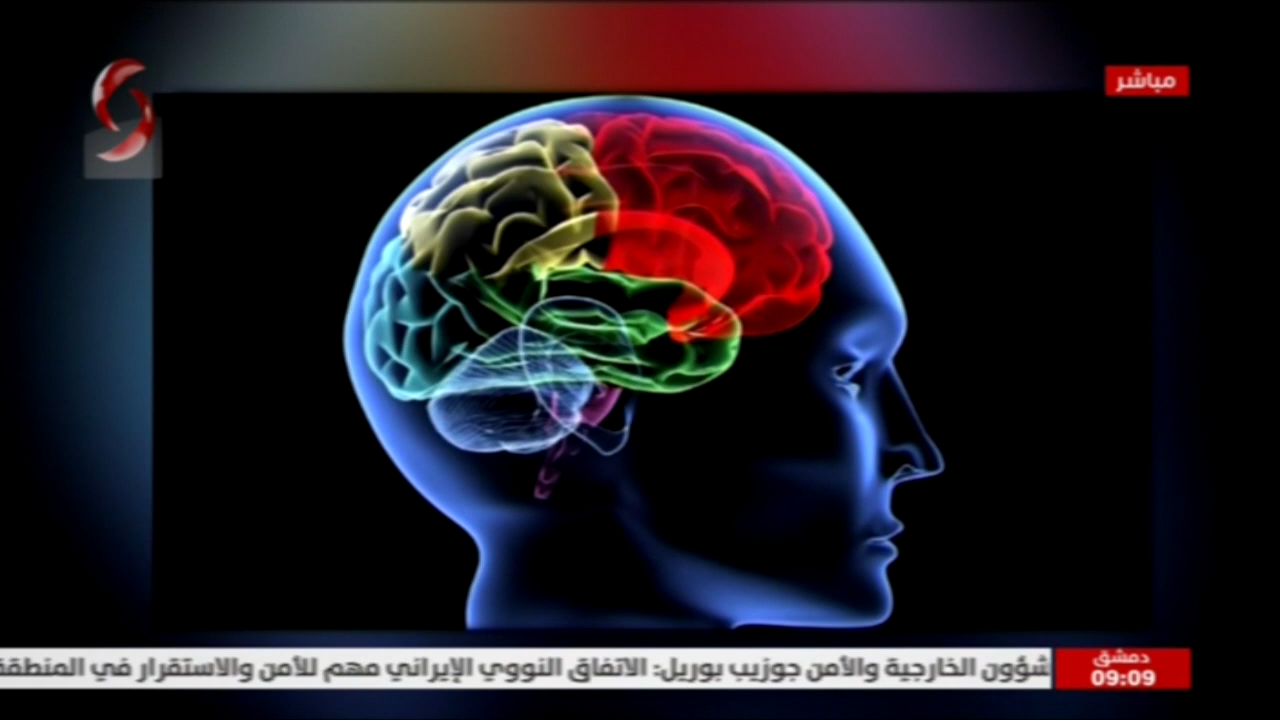 مباشر
شؤون الخارجية والأمن جوزيب بوريل: الاتفاق النووي الإيراني مهم للأمن والاستقرار في المنطقة
دمشق
09:09